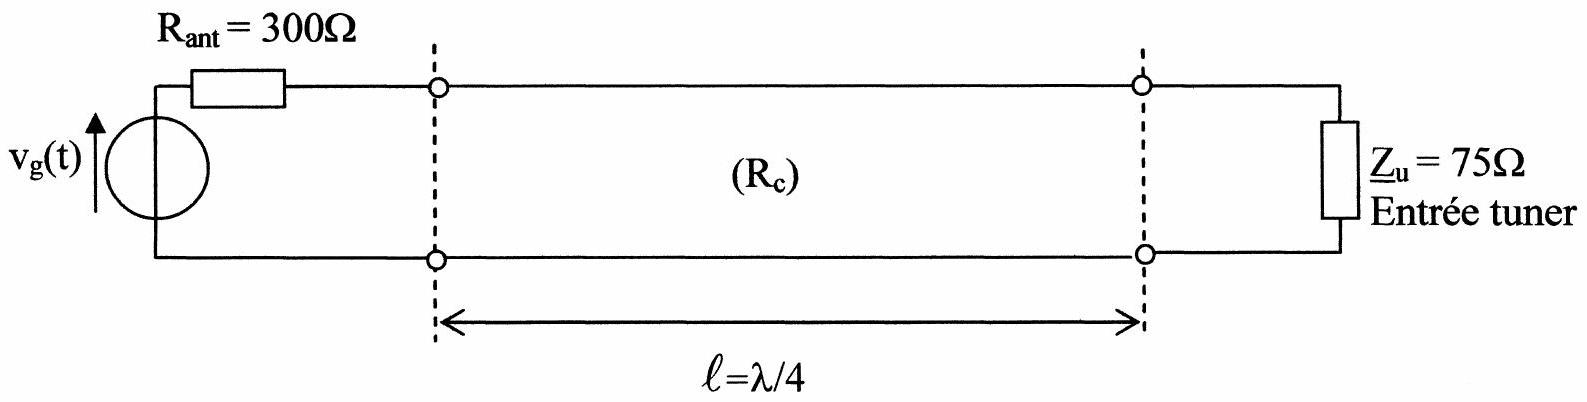 R_ant = 300Ω
v_g(t)
(R_c)
Z_u = 75Ω
Entrée tuner
ℓ=λ/4